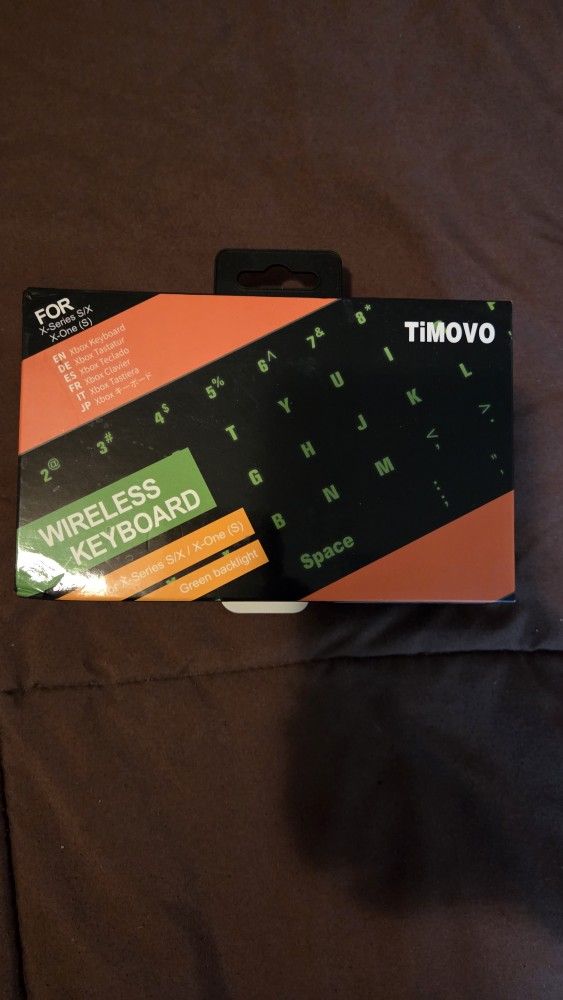 FOR
X-Series S/X
X-One (S)
EN Xbox Keyboard
DE Xbox Tastatur
ES Xbox Teclado
FR Xbox Clavier
IT Xbox Tastiera
JP Xbox キーボード
TiMOVO
2@ 3# 4$ 5% 6^ 7& 8*
T Y U I
G H J K L
B N M < , > .
: ; " '
Space
WIRELESS
KEYBOARD
For X-Series S/X / X-One (S)
Green backlight